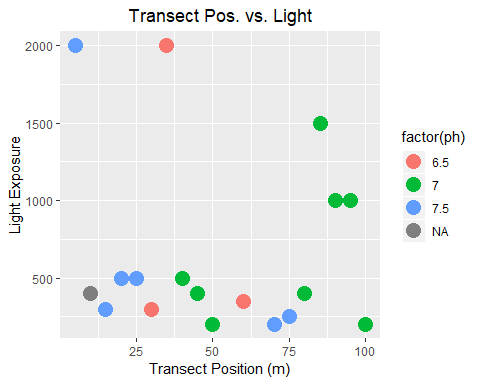 Transect Pos. vs. Light
2000
1500
1000
500
Light Exposure
25 50 75 100
Transect Position (m)
factor(ph)
6.5
7
7.5
NA